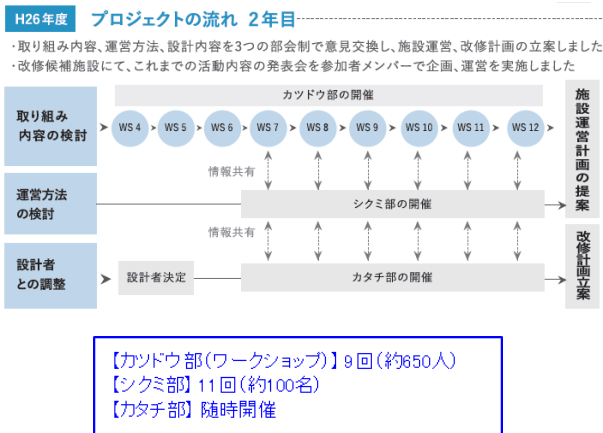 H26年度 プロジェクトの流れ 2年目
・取り組み内容、運営方法、設計内容を3つの部会制で意見交換し、施設運営、改修計画の立案しました
・改修候補施設にて、これまでの活動内容の発表会を参加者メンバーで企画、運営を実施しました
取り組み
内容の検討
カツドウ部の開催
WS 4 WS 5 WS 6 WS 7 WS 8 WS 9 WS 10 WS 11 WS 12
施設運営計画の提案
情報共有
運営方法
の検討
シクミ部の開催
情報共有
設計者
との調整
設計者決定
カタチ部の開催
改修計画立案
【カツドウ部(ワークショップ)】 9回(約650人)
【シクミ部】 11回(約100名)
【カタチ部】 随時開催